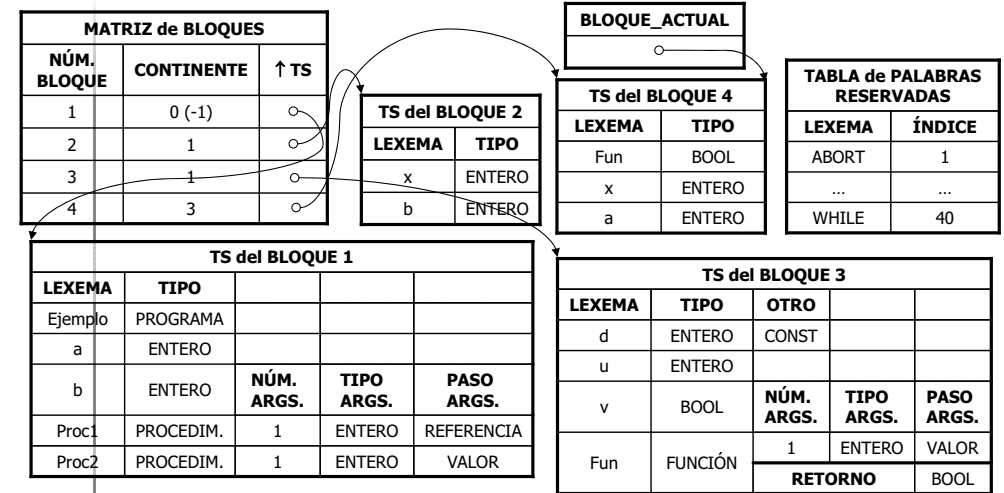 MATRIZ de BLOQUES
NÚM. BLOQUE CONTINENTE ↑ TS
1 0 (-1)
2 1
3 1
4 3
TS del BLOQUE 2
LEXEMA TIPO
x ENTERO
b ENTERO
BLOQUE_ACTUAL
TS del BLOQUE 4
LEXEMA TIPO
Fun BOOL
x ENTERO
a ENTERO
TABLA de PALABRAS
RESERVADAS
LEXEMA ÍNDICE
ABORT 1
... ...
WHILE 40
TS del BLOQUE 1
LEXEMA TIPO
Ejemplo PROGRAMA
a ENTERO
b ENTERO NÚM. ARGS. TIPO ARGS. PASO ARGS.
Proc1 PROCEDIM. 1 ENTERO REFERENCIA
Proc2 PROCEDIM. 1 ENTERO VALOR
TS del BLOQUE 3
LEXEMA TIPO OTRO
d ENTERO CONST
u ENTERO
v BOOL NÚM. ARGS. TIPO ARGS. PASO ARGS.
Fun FUNCIÓN 1 ENTERO VALOR
RETORNO BOOL